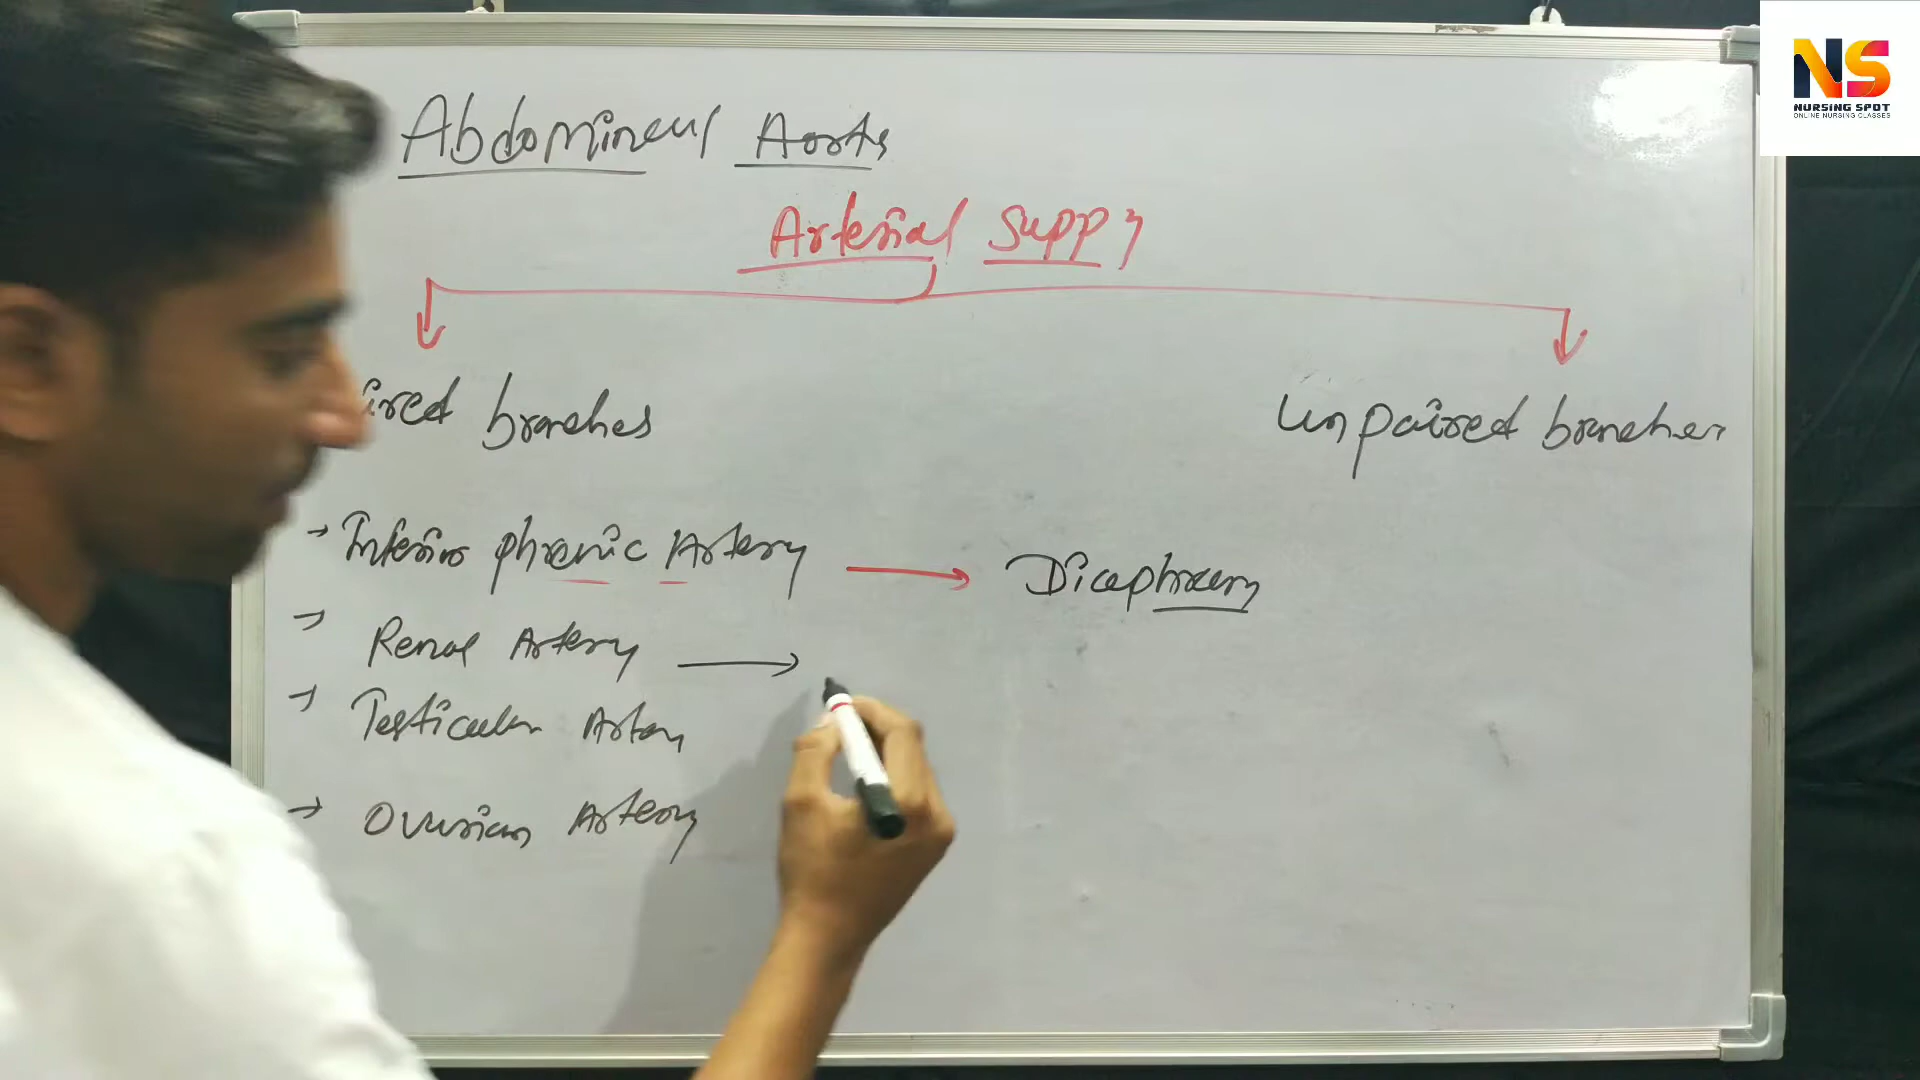 NS
NURSING SPOT
ONLINE NURSING CLASSES
Abdominal Aorta
Arterial Supply
ired branches
Unpaired branches
→ Inferior phrenic Artery → Diaphragm
→ Renal Artery →
→ Testicular Artery
→ Ovarian Artery